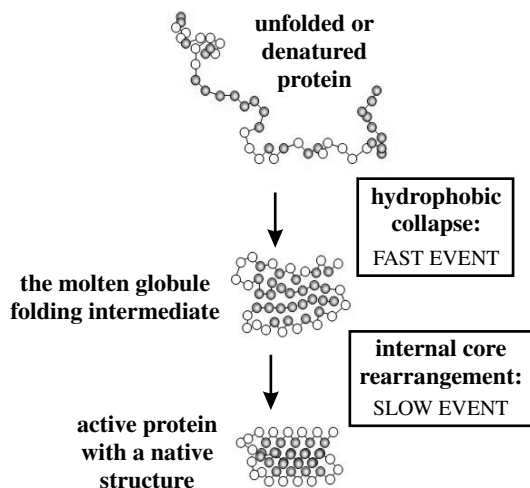 unfolded or
denatured
protein
hydrophobic
collapse:
FAST EVENT
the molten globule
folding intermediate
internal core
rearrangement:
SLOW EVENT
active protein
with a native
structure